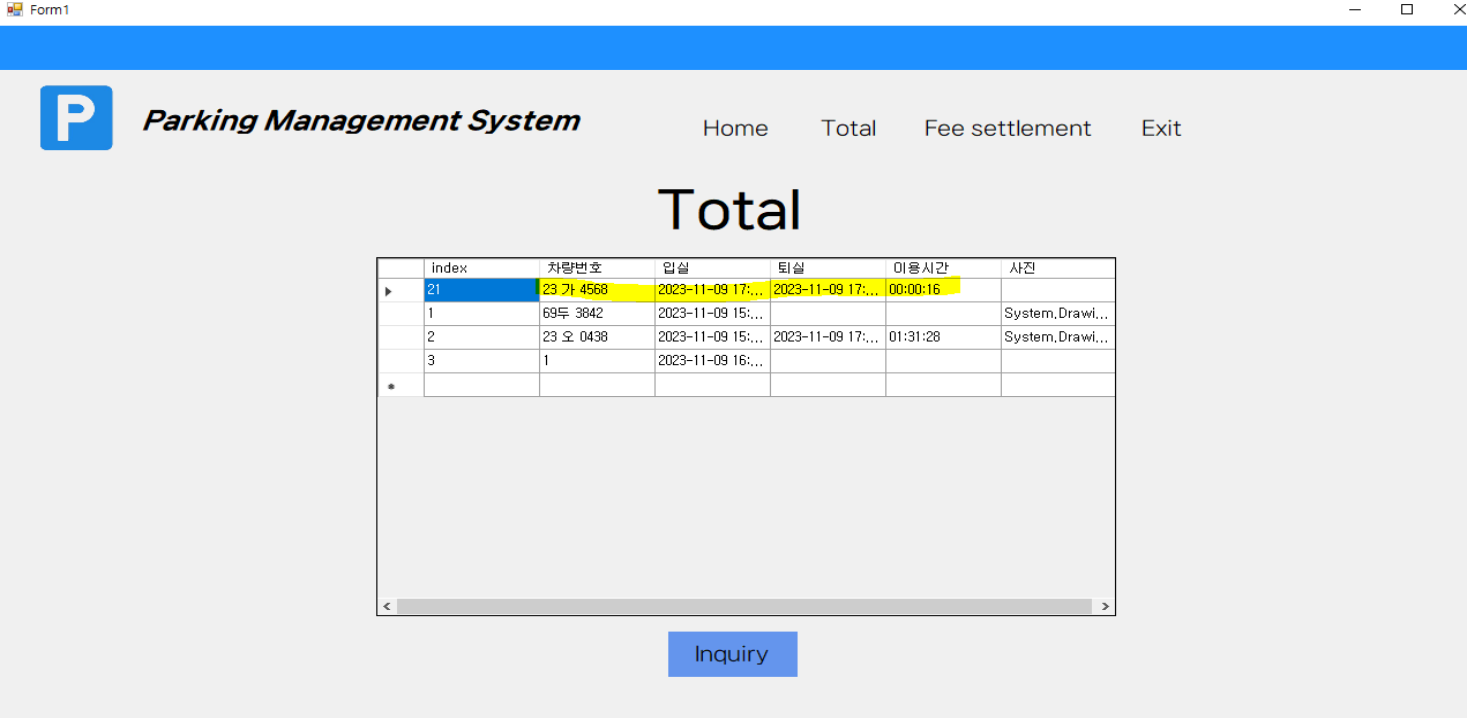 Form1
P
Parking Management System
Home Total Fee settlement Exit
Total
index 차량번호 입실 퇴실 이용시간 사진
21 23 가 4568 2023-11-09 17:... 2023-11-09 17:... 00:00:16
1 69두 3842 2023-11-09 15:... System.Drawi...
2 23 오 0438 2023-11-09 15:... 2023-11-09 17:... 01:31:28 System.Drawi...
3 1 2023-11-09 16:...
Inquiry